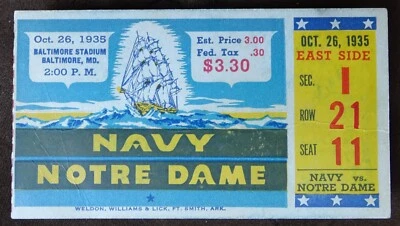 Oct. 26, 1935
BALTIMORE STADIUM
BALTIMORE, MD.
2:00 P. M.
Est. Price 3.00
Fed. Tax .30
$3.30
NAVY
NOTRE DAME
WELDON, WILLIAMS & LICK, FT. SMITH, ARK.
OCT. 26, 1935
EAST SIDE
SEC. 1
ROW 21
SEAT 11
NAVY vs.
NOTRE DAME